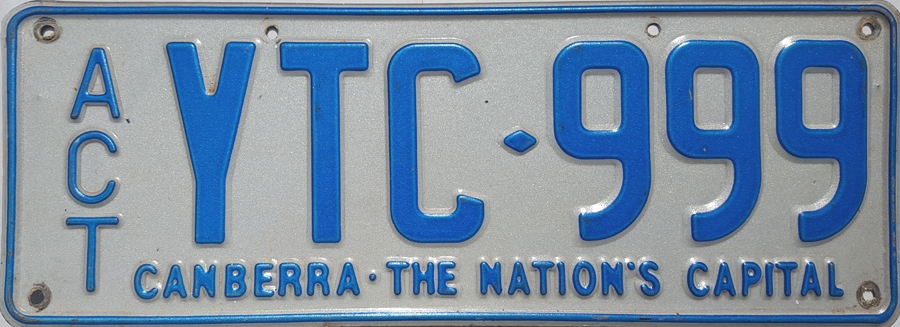 ACT
YTC·999
CANBERRA·THE NATION'S CAPITAL